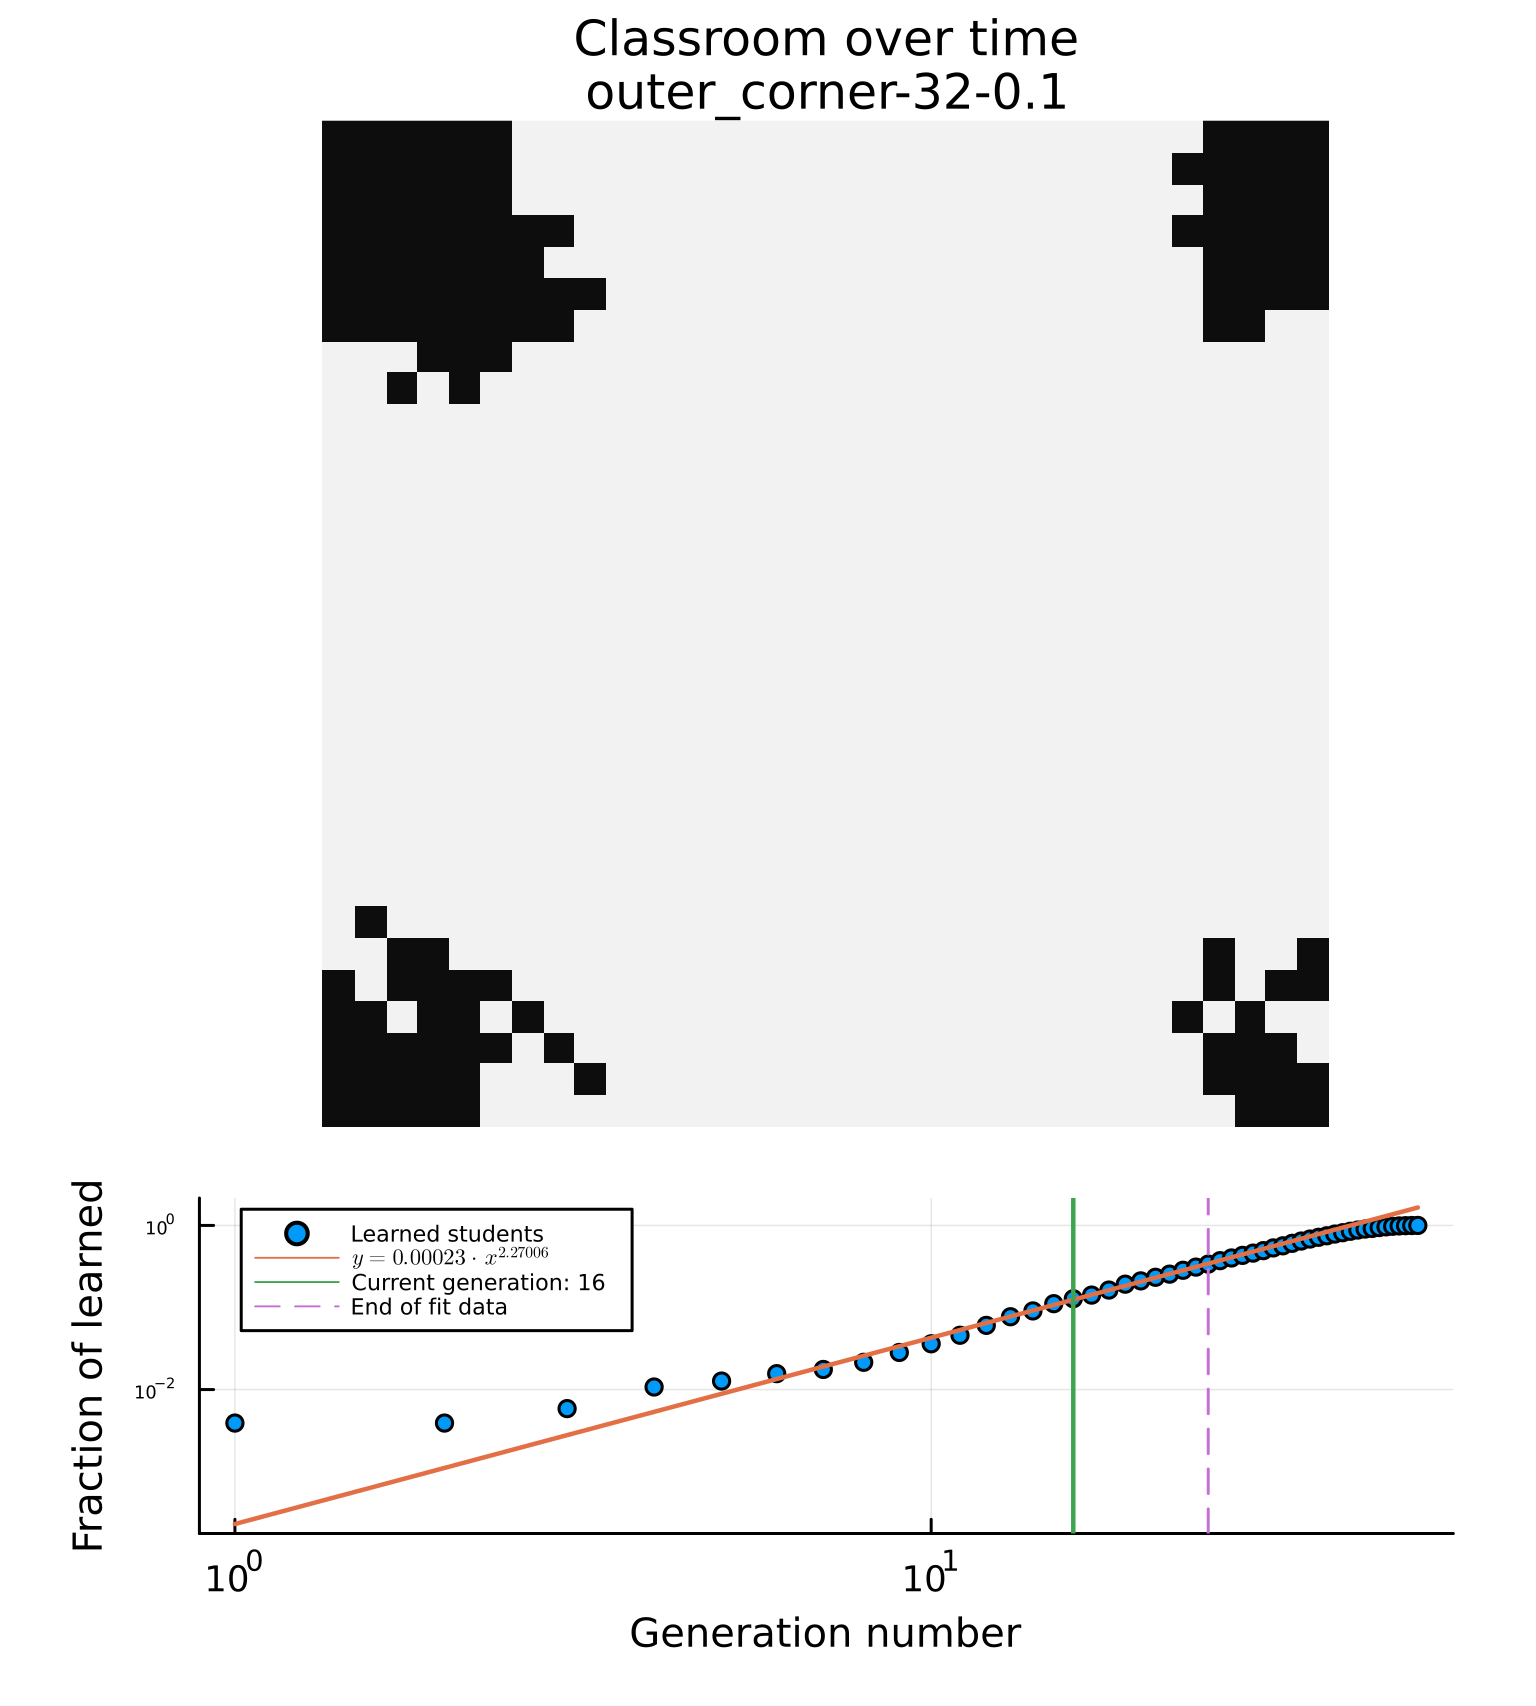 Classroom over time
outer_corner-32-0.1
Fraction of learned
10^0
10^−2
Learned students
y = 0.00023 · x^2.27006
Current generation: 16
End of fit data
10^0
10^1
Generation number